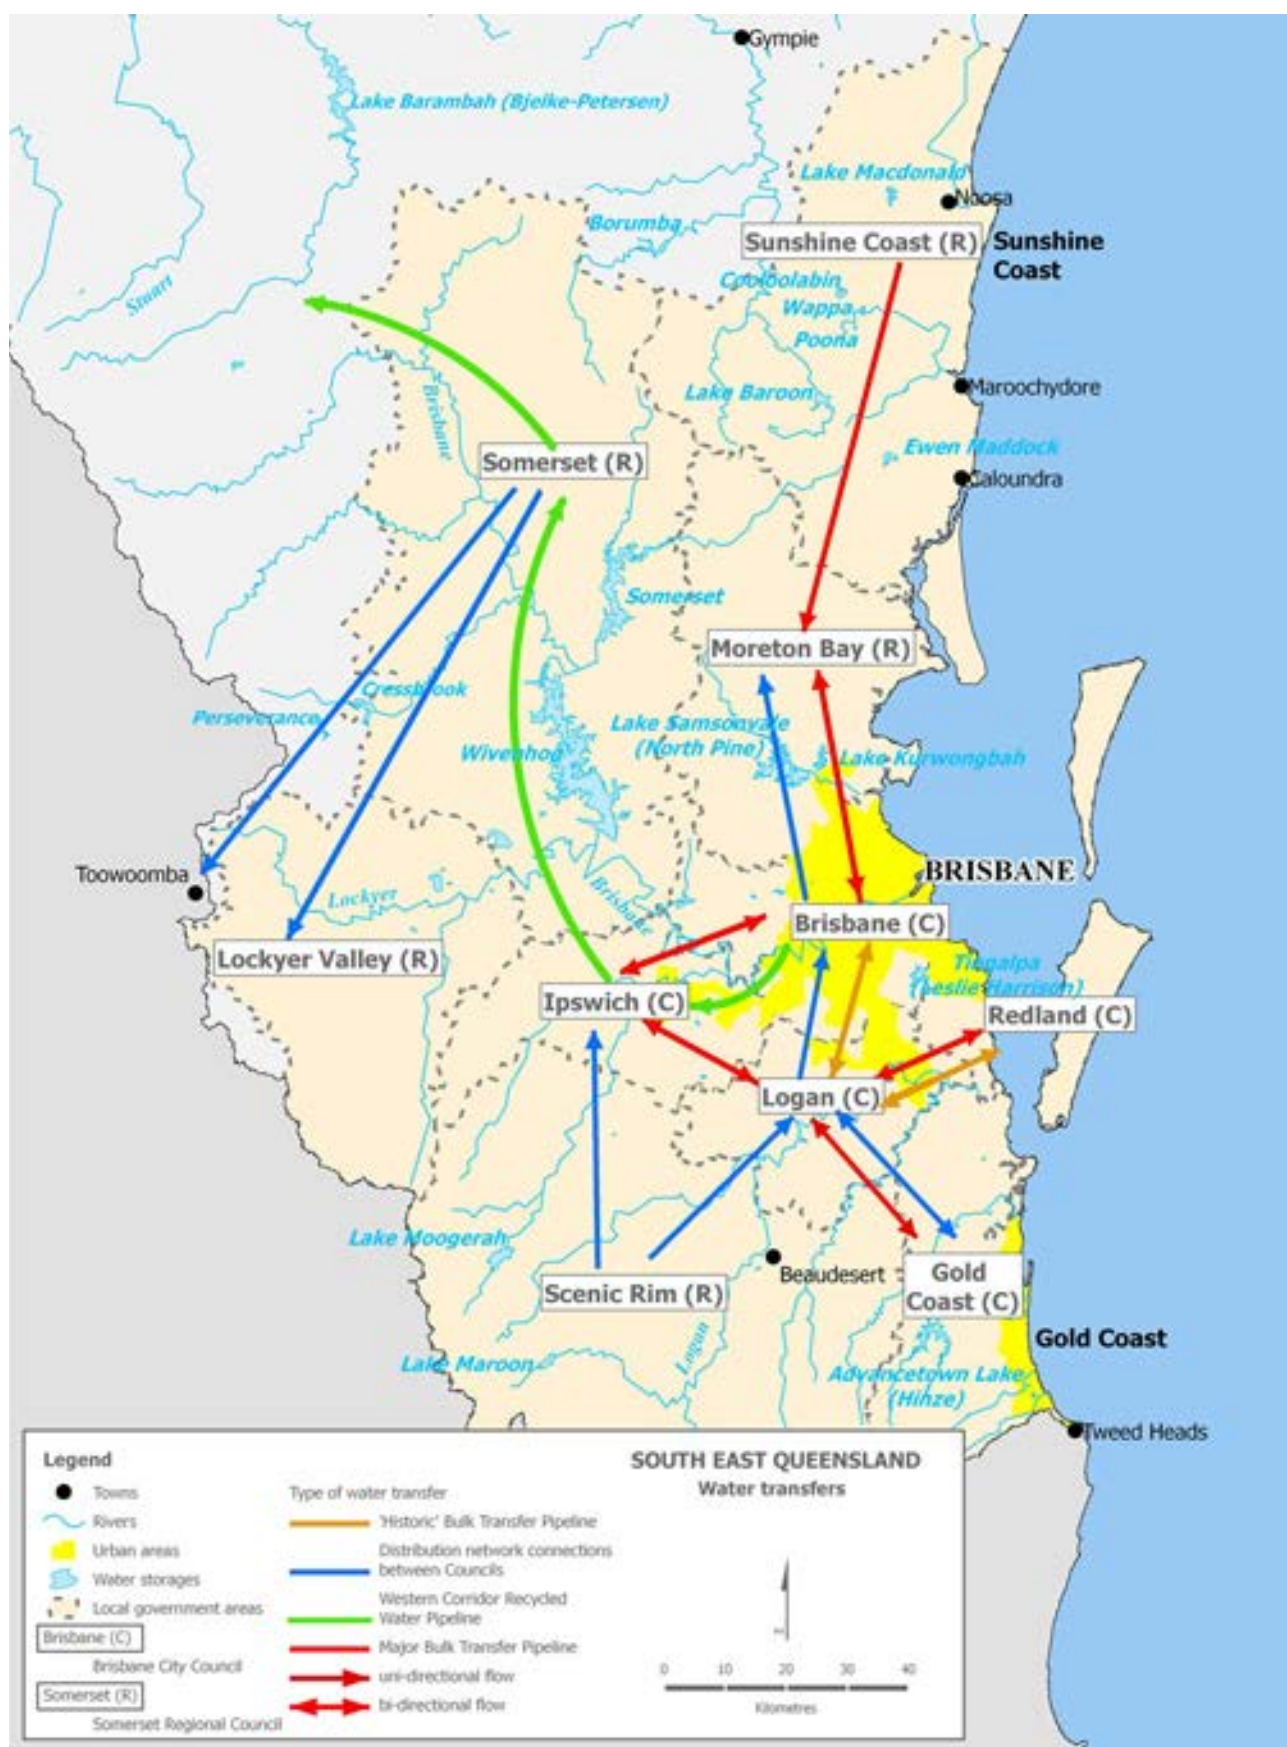 Gympie
Lake Barambah (Bjelke-Petersen)
Lake Macdonald
Noosa
Borumba
Sunshine Coast (R)
Sunshine
Coast
Stuart
Cooloolabin
Wappa
Poona
Lake Baroon
Maroochydore
Brisbane
Ewen Maddock
Somerset (R)
Caloundra
Somerset
Moreton Bay (R)
Cressbrook
Perseverance
Wivenhoe
Lake Samsonvale
(North Pine)
Lake Kurwongbah
Toowoomba
BRISBANE
Lockyer
Brisbane
Brisbane (C)
Lockyer Valley (R)
Tingalpa
(Leslie Harrison)
Ipswich (C)
Redland (C)
Logan (C)
Lake Moogerah
Beaudesert
Scenic Rim (R)
Gold
Coast (C)
Logan
Gold Coast
Lake Maroon
Advancetown Lake
(Hinze)
Tweed Heads
Legend
Towns
Rivers
Urban areas
Water storages
Local government areas
Brisbane (C)
Brisbane City Council
Somerset (R)
Somerset Regional Council
Type of water transfer
'Historic' Bulk Transfer Pipeline
Distribution network connections
between Councils
Western Corridor Recycled
Water Pipeline
Major Bulk Transfer Pipeline
uni-directional flow
bi-directional flow
SOUTH EAST QUEENSLAND
Water transfers
0 10 20 30 40
Kilometres